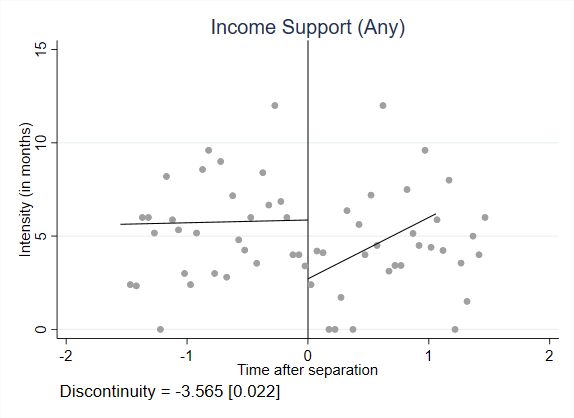 Income Support (Any)
15
10
5
0
Intensity (in months)
-2 -1 0 1 2
Time after separation
Discontinuity = -3.565 [0.022]